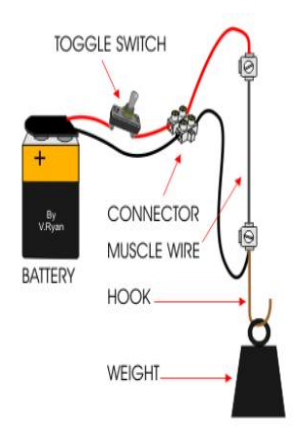 TOGGLE SWITCH
+
By
V.Ryan
CONNECTOR
MUSCLE WIRE
BATTERY
HOOK
WEIGHT